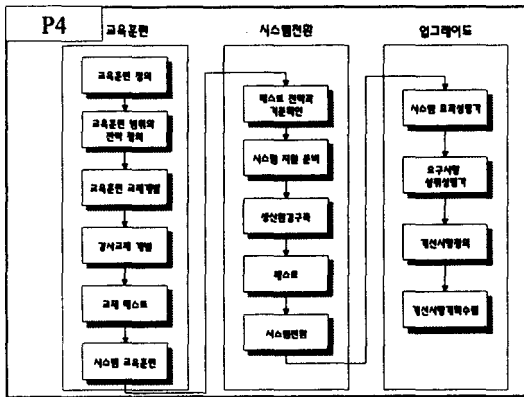 P4
교육훈련
교육훈련 정의
교육훈련 범위와
전략 정의
교육훈련 교재개발
강사교재 개발
교재 테스트
시스템 교육훈련
시스템전환
테스트 전략과
기준확인
시스템 지원 준비
생산환경구축
테스트
시스템전환
업그레이드
시스템 효과성평가
요구사항
성취성평가
개선사항정의
개선사항계획수립